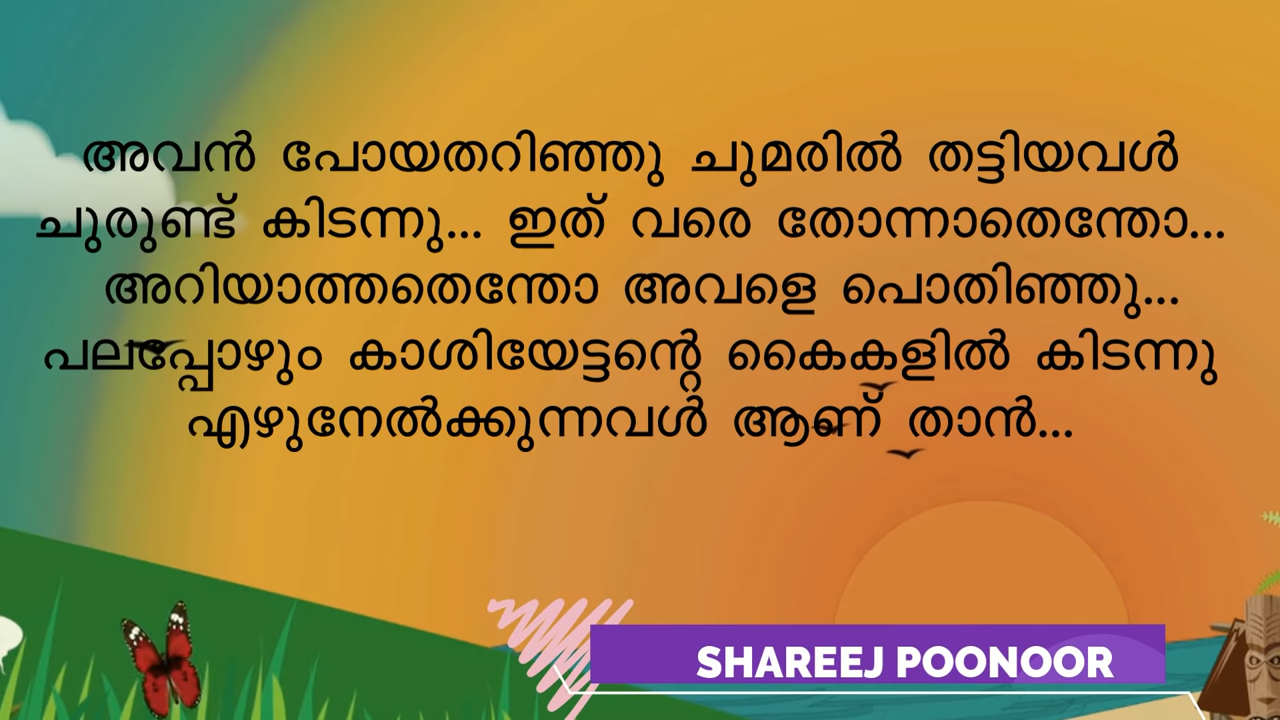 അവൻ പോയതറിഞ്ഞു ചുമരിൽ തട്ടിയവൾ
ചുരുണ്ട് കിടന്നു... ഇത് വരെ തോന്നാതെന്തോ...
അറിയാത്തതെന്തോ അവളെ പൊതിഞ്ഞു...
പലപ്പോഴും കാശിയേട്ടന്റെ കൈകളിൽ കിടന്നു
എഴുനേൽക്കുന്നവൾ ആണ് താൻ...
SHAREEJ POONOOR